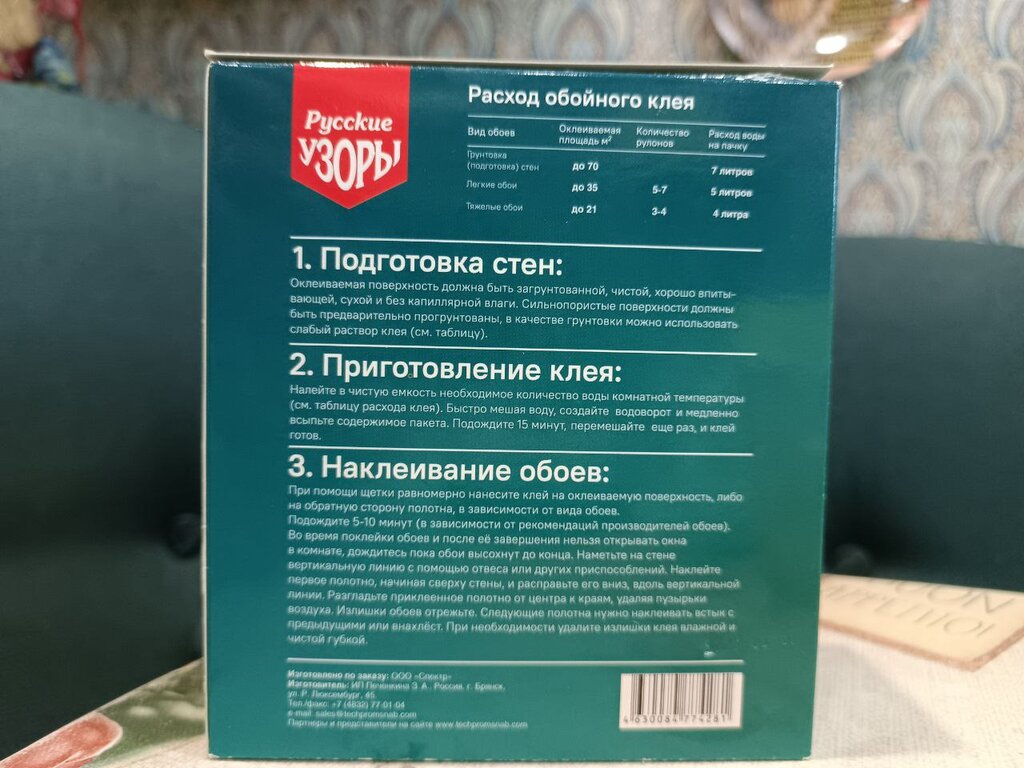 Русские
УЗОРЫ
Расход обойного клея
Вид обоев Оклеиваемая площадь м² Количество рулонов Расход воды на пачку
Грунтовка (подготовка) стен до 70 7 литров
Легкие обои до 35 5-7 5 литров
Тяжелые обои до 21 3-4 4 литра
1. Подготовка стен:
Оклеиваемая поверхность должна быть загрунтованной, чистой, хорошо впиты-
вающей, сухой и без капиллярной влаги. Сильнопористые поверхности должны
быть предварительно прогрунтованы, в качестве грунтовки можно использовать
слабый раствор клея (см. таблицу).
2. Приготовление клея:
Налейте в чистую емкость необходимое количество воды комнатной температуры
(см. таблицу расхода клея). Быстро мешая воду, создайте водоворот и медленно
всыпьте содержимое пакета. Подождите 15 минут, перемешайте еще раз, и клей
готов.
3. Наклеивание обоев:
При помощи щетки равномерно нанесите клей на оклеиваемую поверхность, либо
на обратную сторону полотна, в зависимости от вида обоев.
Подождите 5-10 минут (в зависимости от рекомендаций производителей обоев).
Во время поклейки обоев и после её завершения нельзя открывать окна
в комнате, дождитесь пока обои высохнут до конца. Наметьте на стене
вертикальную линию с помощью отвеса или других приспособлений. Наклейте
первое полотно, начиная сверху стены, и расправьте его вниз, вдоль вертикальной
линии. Разгладьте приклеенное полотно от центра к краям, удаляя пузырьки
воздуха. Излишки обоев отрежьте. Следующие полотна нужно наклеивать встык с
предыдущими или внахлёст. При необходимости удалите излишки клея влажной и
чистой губкой.
Изготовлено по заказу: ООО «Спектр»
Изготовитель: ИП Печенкина З. А., Россия, г. Брянск,
ул. Р. Люксембург, 45
Тел./факс: +7 (4832) 77-01-04
e-mail: sales@techpromsnab.com
Партнеры и представители на сайте www.techpromsnab.com
4 630084 774281